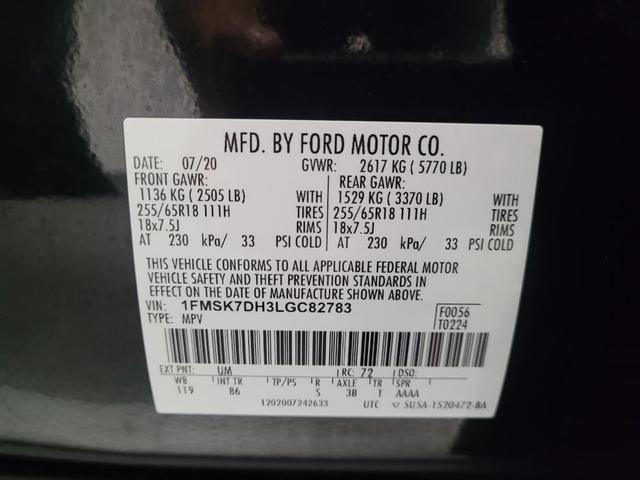 MFD. BY FORD MOTOR CO.
DATE: 07/20 GVWR: 2617 KG ( 5770 LB)
FRONT GAWR: REAR GAWR:
1136 KG ( 2505 LB) WITH 1529 KG ( 3370 LB) WITH
255/65R18 111H TIRES 255/65R18 111H TIRES
18x7.5J RIMS 18x7.5J RIMS
AT 230 kPa/ 33 PSI COLD AT 230 kPa/ 33 PSI COLD
THIS VEHICLE CONFORMS TO ALL APPLICABLE FEDERAL MOTOR
VEHICLE SAFETY AND THEFT PREVENTION STANDARDS IN
EFFECT ON THE DATE OF MANUFACTURE SHOWN ABOVE.
VIN: 1FMSK7DH3LGC82783 F0056
TYPE: MPV T0224
EXT PNT: UM RC: 72 DSO:
WB INT TR TP/PS R AXLE TR SPR
119 86 S 3B T AAAA
1202007242633 UTC 5U5A-1520472-BA